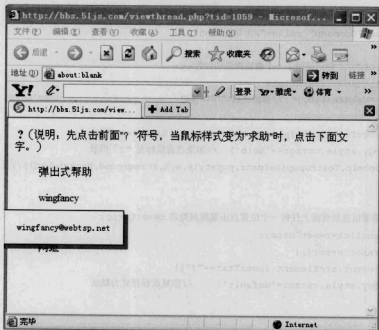 http://bbs.51js.com/viewthread.php?tid=1059 - Microsof...
文件(F) 编辑(E) 查看(V) 收藏(A) 工具(T) 帮助(H)
后退 搜索 收藏夹
地址(D) about:blank 转到 链接 »
Y! 登录 雅虎 体育 »
http://bbs.51js.com/view... Add Tab
?(说明，先点击前面"?"符号，当鼠标样式变为"求助"时，点击下面文
字。)
弹出式帮助
wingfancy
wingfancy@webtsp.net
完毕 Internet